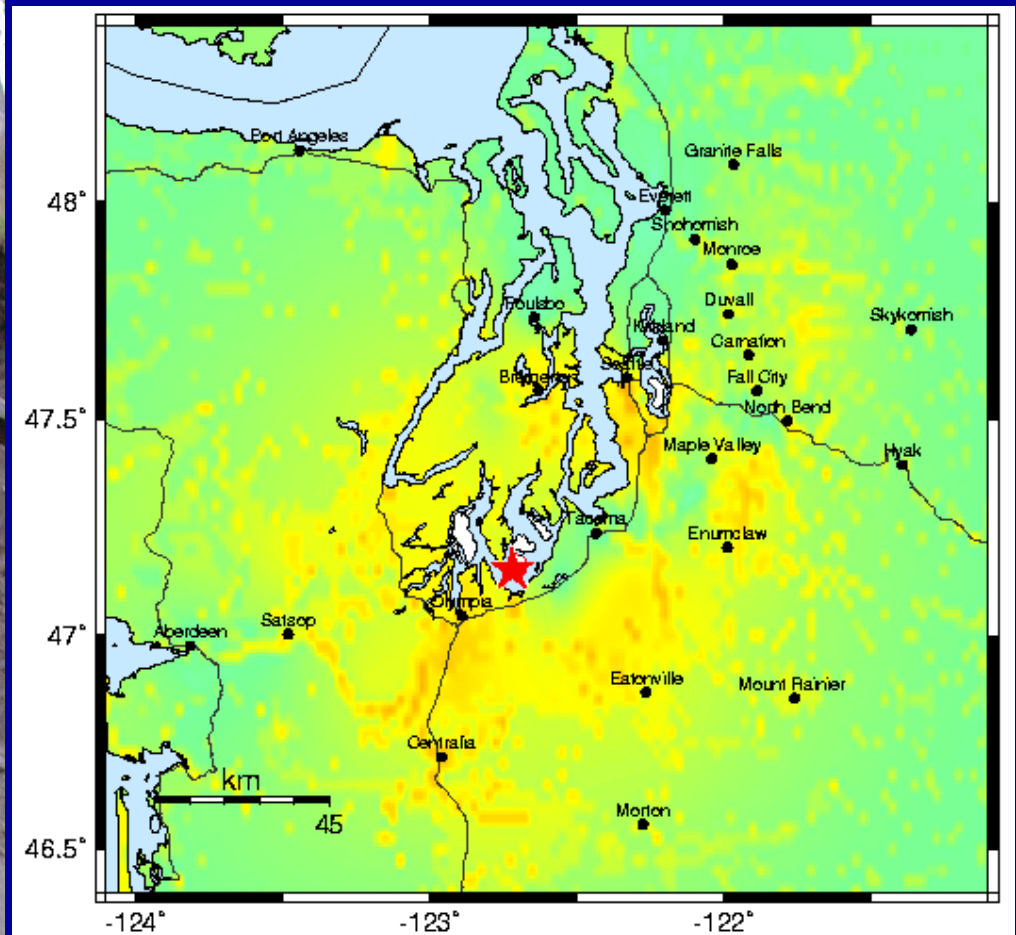 Port Angeles
Granite Falls
48°
Everett
Snohomish
Monroe
Duvall
Poulsbo
Skykomish
Kirkland
Carnation
Seattle
Bremerton
Fall City
North Bend
47.5°
Maple Valley
Hyak
Tacoma
Enumclaw
Olympia
Satsop
Aberdeen
47°
Eatonville
Mount Rainier
Centralia
km
0
45
Morton
46.5°
-124°
-123°
-122°